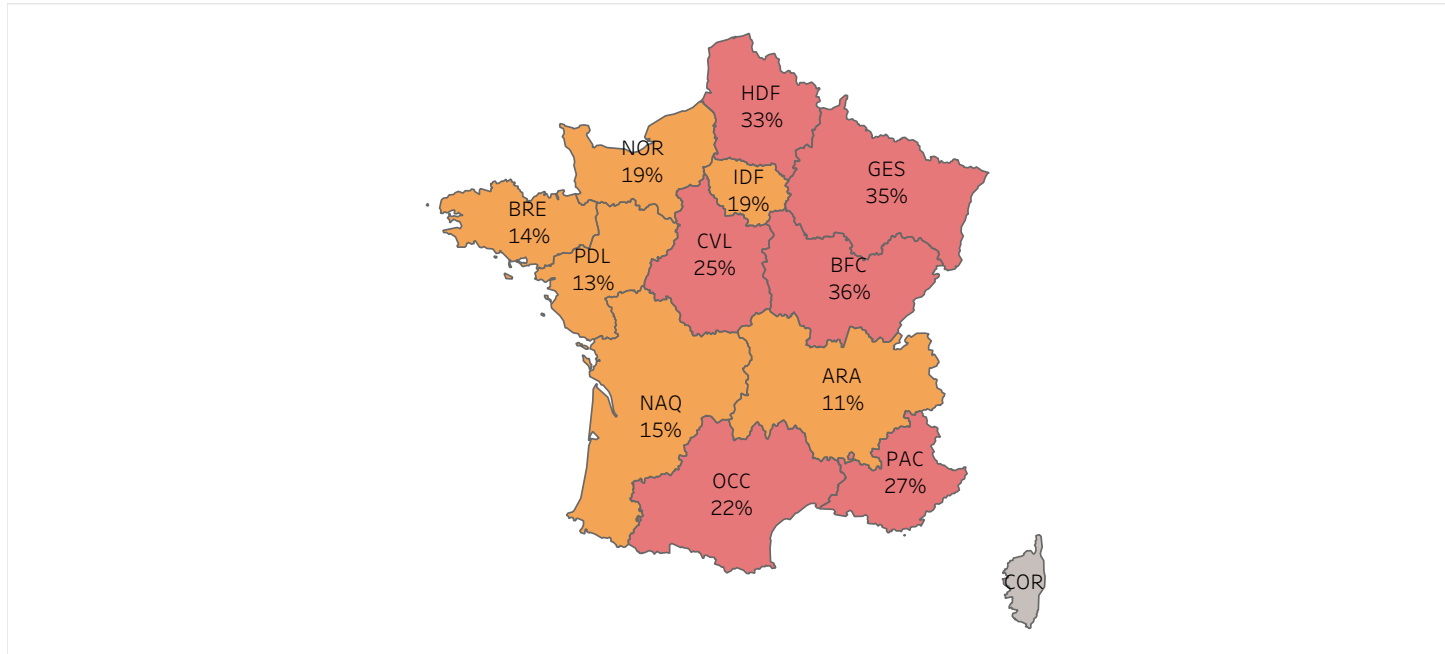 HDF
33%
NOR
19%
IDF
19%
GES
35%
BRE
14%
CVL
25%
PDL
13%
BFC
36%
ARA
11%
NAQ
15%
PAC
27%
OCC
22%
COR